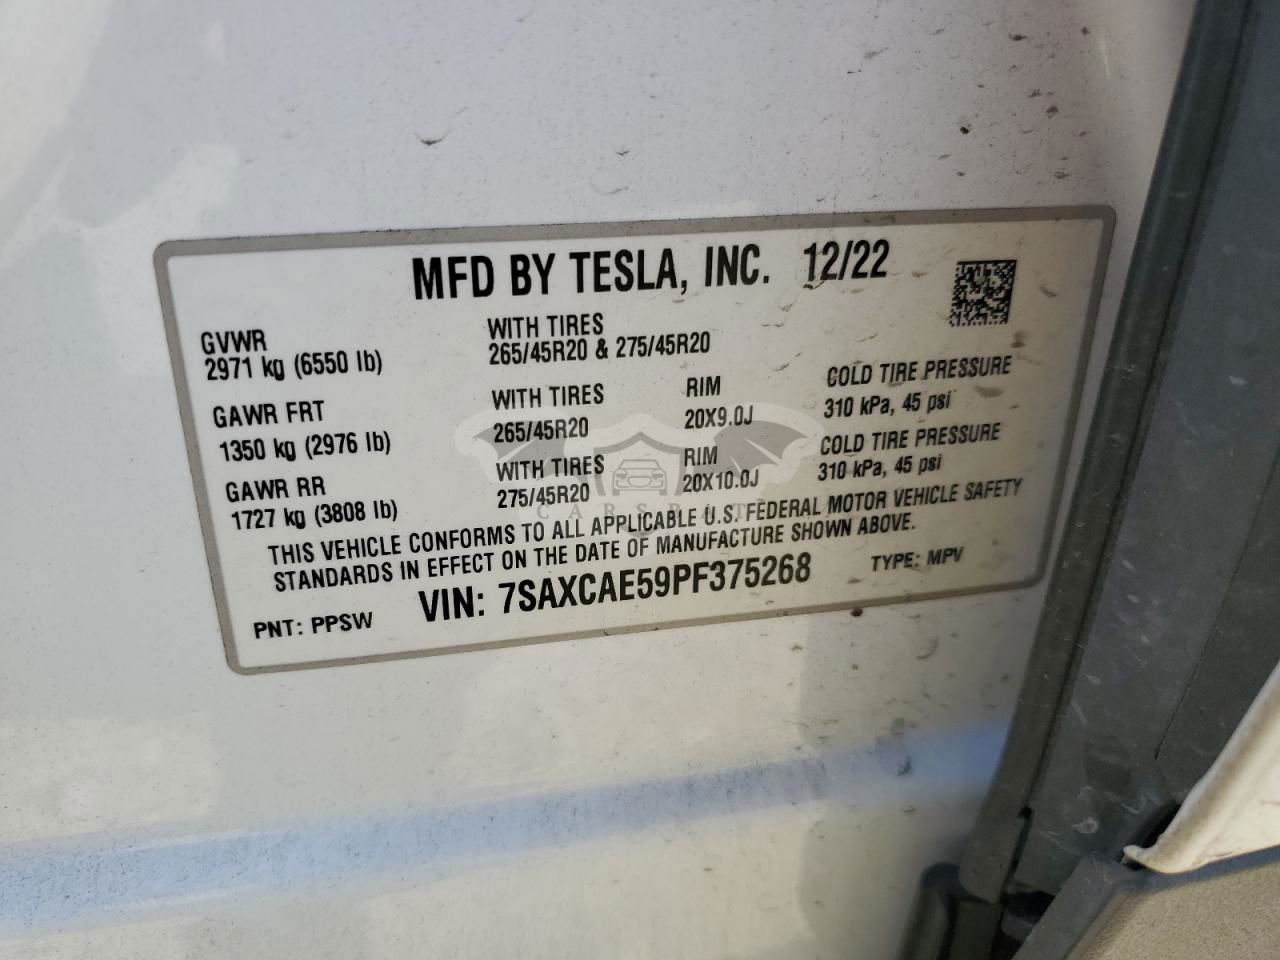 MFD BY TESLA, INC. 12/22
GVWR
2971 kg (6550 lb)
WITH TIRES
265/45R20 & 275/45R20
GAWR FRT
1350 kg (2976 lb)
WITH TIRES
265/45R20
RIM
20X9.0J
COLD TIRE PRESSURE
310 kPa, 45 psi
GAWR RR
1727 kg (3808 lb)
WITH TIRES
275/45R20
RIM
20X10.0J
COLD TIRE PRESSURE
310 kPa, 45 psi
THIS VEHICLE CONFORMS TO ALL APPLICABLE U.S. FEDERAL MOTOR VEHICLE SAFETY
STANDARDS IN EFFECT ON THE DATE OF MANUFACTURE SHOWN ABOVE.
PNT: PPSW
VIN: 7SAXCAE59PF375268
TYPE: MPV